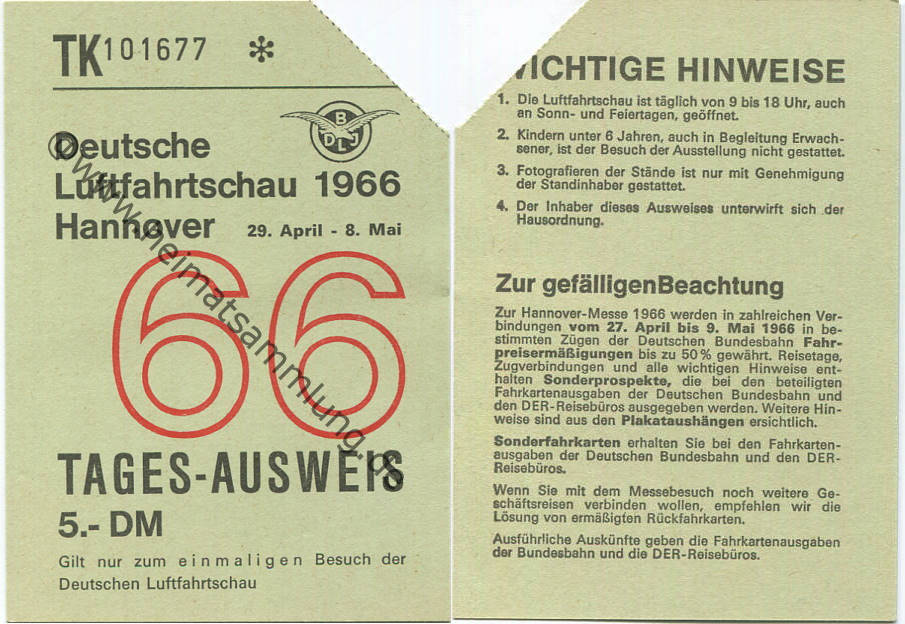 TK 101677 *
B
DLJ
Deutsche
Luftfahrtschau 1966
Hannover 29. April - 8. Mai
66
TAGES-AUSWEIS
5.- DM
Gilt nur zum einmaligen Besuch der
Deutschen Luftfahrtschau
©www.heimatsammlung.de
WICHTIGE HINWEISE
1. Die Luftfahrtschau ist täglich von 9 bis 18 Uhr, auch
an Sonn- und Feiertagen, geöffnet.
2. Kindern unter 6 Jahren, auch in Begleitung Erwach-
sener, ist der Besuch der Ausstellung nicht gestattet.
3. Fotografieren der Stände ist nur mit Genehmigung
der Standinhaber gestattet.
4. Der Inhaber dieses Ausweises unterwirft sich der
Hausordnung.
Zur gefälligen Beachtung
Zur Hannover-Messe 1966 werden in zahlreichen Ver-
bindungen vom 27. April bis 9. Mai 1966 in be-
stimmten Zügen der Deutschen Bundesbahn Fahr-
preisermäßigungen bis zu 50% gewährt. Reisetage,
Zugverbindungen und alle wichtigen Hinweise ent-
halten Sonderprospekte, die bei den beteiligten
Fahrkartenausgaben der Deutschen Bundesbahn und
den DER-Reisebüros ausgegeben werden. Weitere Hin-
weise sind aus den Plakataushängen ersichtlich.
Sonderfahrkarten erhalten Sie bei den Fahrkarten-
ausgaben der Deutschen Bundesbahn und den DER-
Reisebüros.
Wenn Sie mit dem Messebesuch noch weitere Ge-
schäftsreisen verbinden wollen, empfehlen wir die
Lösung von ermäßigten Rückfahrkarten.
Ausführliche Auskünfte geben die Fahrkartenausgaben
der Bundesbahn und die DER-Reisebüros.